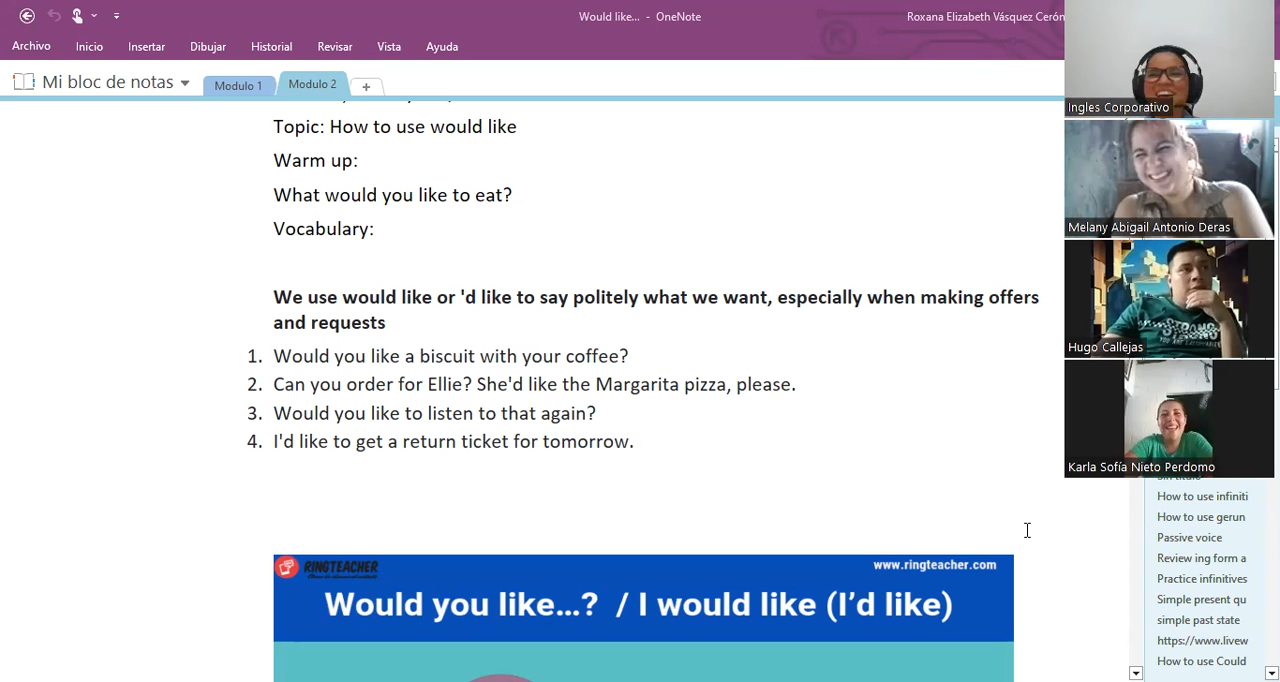 Would like... - OneNote
Roxana Elizabeth Vásquez Cerón
Archivo
Inicio
Insertar
Dibujar
Historial
Revisar
Vista
Ayuda
Mi bloc de notas
Modulo 1
Modulo 2
Topic: How to use would like
Warm up:
What would you like to eat?
Vocabulary:
We use would like or 'd like to say politely what we want, especially when making offers
and requests
1. Would you like a biscuit with your coffee?
2. Can you order for Ellie? She'd like the Margarita pizza, please.
3. Would you like to listen to that again?
4. I'd like to get a return ticket for tomorrow.
RINGTEACHER
www.ringteacher.com
Would you like...? / I would like (I'd like)
Ingles Corporativo
Melany Abigail Antonio Deras
Hugo Callejas
Karla Sofía Nieto Perdomo
How to use infiniti
How to use gerun
Passive voice
Review ing form a
Practice infinitives
Simple present qu
simple past state
https://www.livew
How to use Could